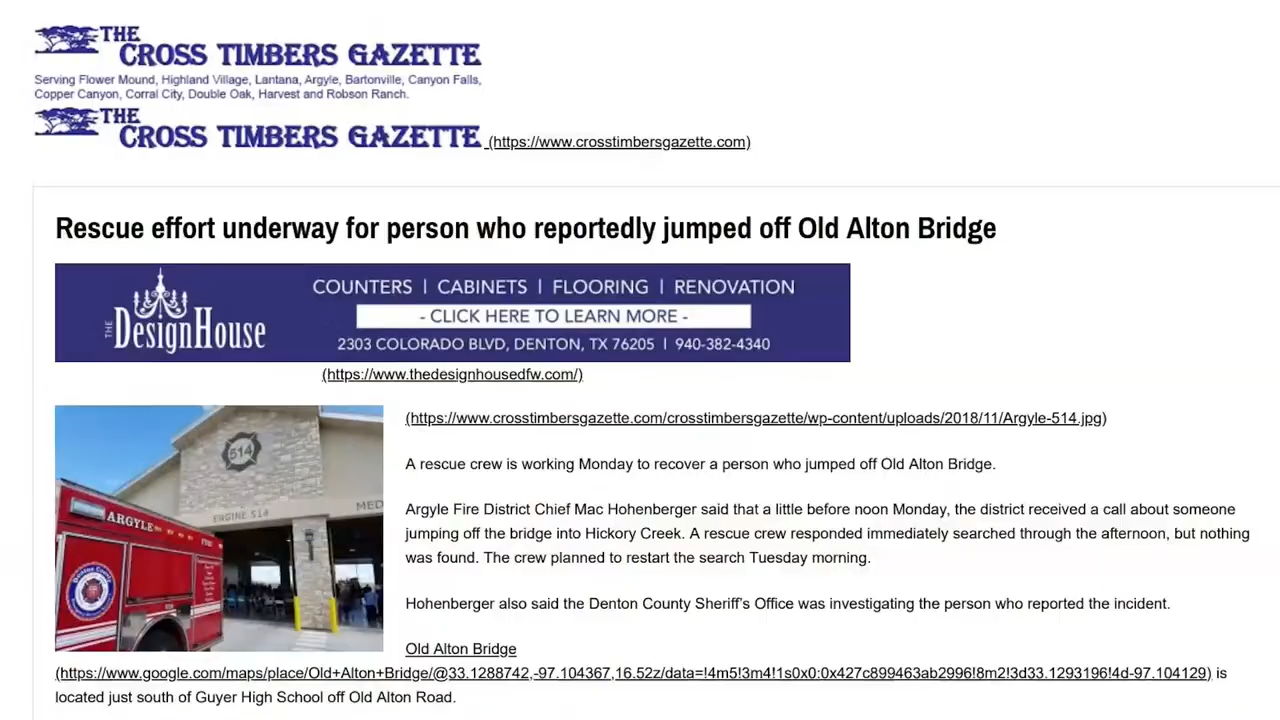 THE
CROSS TIMBERS GAZETTE
Serving Flower Mound, Highland Village, Lantana, Argyle, Bartonville, Canyon Falls,
Copper Canyon, Corral City, Double Oak, Harvest and Robson Ranch.
THE
CROSS TIMBERS GAZETTE (https://www.crosstimbersgazette.com)
Rescue effort underway for person who reportedly jumped off Old Alton Bridge
THE DesignHouse
COUNTERS | CABINETS | FLOORING | RENOVATION
- CLICK HERE TO LEARN MORE -
2303 COLORADO BLVD, DENTON, TX 76205 | 940-382-4340
(https://www.thedesignhousedfw.com/)
514
ENGINE 514
MED
ARGYLE
(https://www.crosstimbersgazette.com/crosstimbersgazette/wp-content/uploads/2018/11/Argyle-514.jpg)
A rescue crew is working Monday to recover a person who jumped off Old Alton Bridge.
Argyle Fire District Chief Mac Hohenberger said that a little before noon Monday, the district received a call about someone
jumping off the bridge into Hickory Creek. A rescue crew responded immediately searched through the afternoon, but nothing
was found. The crew planned to restart the search Tuesday morning.
Hohenberger also said the Denton County Sheriff's Office was investigating the person who reported the incident.
Old Alton Bridge
(https://www.google.com/maps/place/Old+Alton+Bridge/@33.1288742,-97.104367,16.52z/data=!4m5!3m4!1s0x0:0x427c899463ab2996!8m2!3d33.1293196!4d-97.104129) is
located just south of Guyer High School off Old Alton Road.